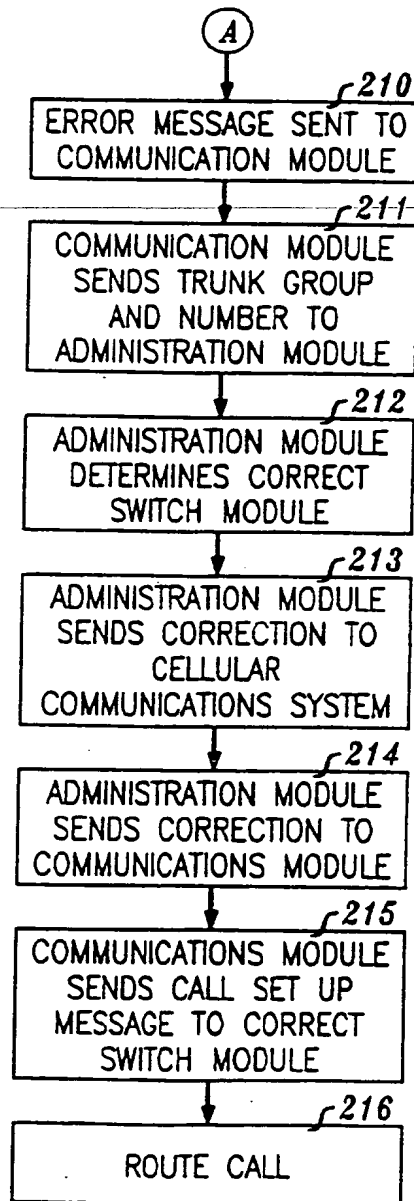 A
210
ERROR MESSAGE SENT TO
COMMUNICATION MODULE
211
COMMUNICATION MODULE
SENDS TRUNK GROUP
AND NUMBER TO
ADMINISTRATION MODULE
212
ADMINISTRATION MODULE
DETERMINES CORRECT
SWITCH MODULE
213
ADMINISTRATION MODULE
SENDS CORRECTION TO
CELLULAR
COMMUNICATIONS SYSTEM
214
ADMINISTRATION MODULE
SENDS CORRECTION TO
COMMUNICATIONS MODULE
215
COMMUNICATIONS MODULE
SENDS CALL SET UP
MESSAGE TO CORRECT
SWITCH MODULE
216
ROUTE CALL